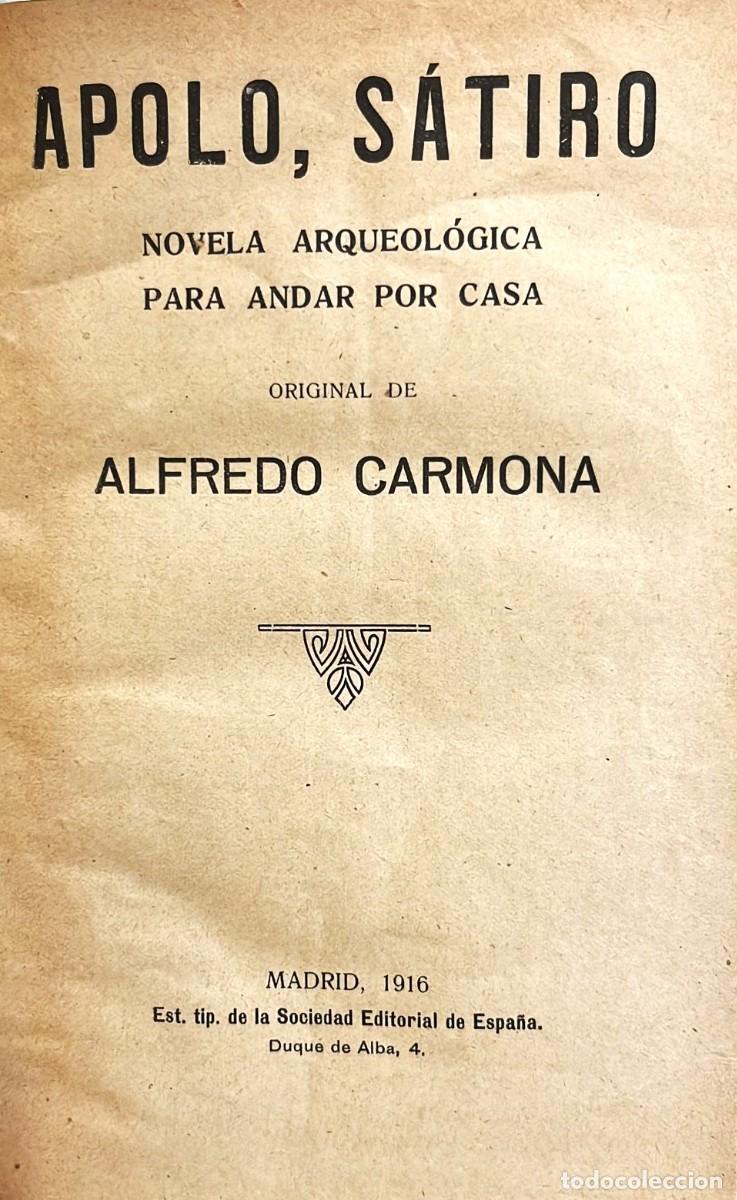 APOLO, SÁTIRO
NOVELA ARQUEOLÓGICA
PARA ANDAR POR CASA
ORIGINAL DE
ALFREDO CARMONA
MADRID, 1916
Est. tip. de la Sociedad Editorial de España.
Duque de Alba, 4.
todocoleccion